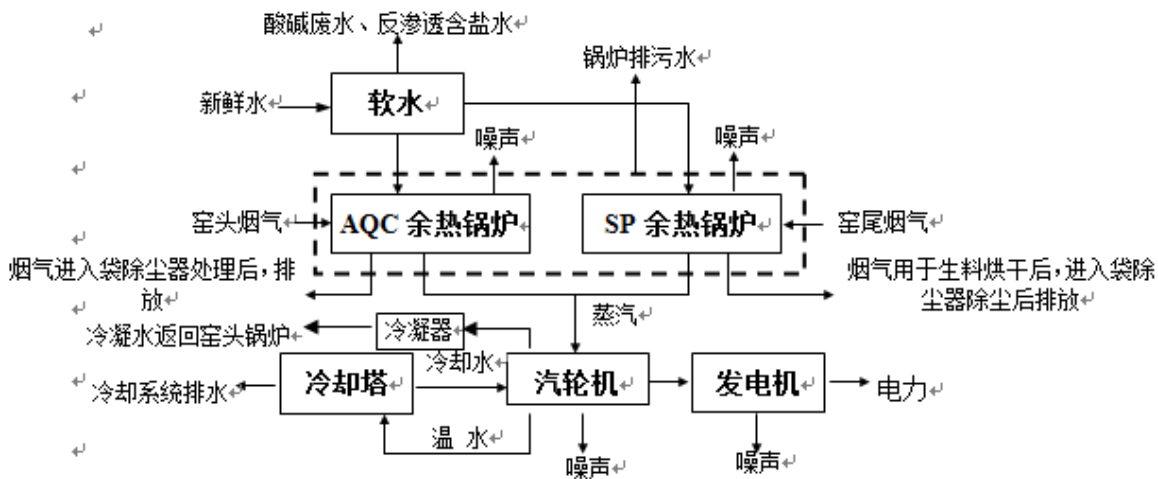 酸碱废水、反渗透含盐水
锅炉排污水
新鲜水
软水
噪声
噪声
窑头烟气
AQC 余热锅炉
SP 余热锅炉
窑尾烟气
烟气进入袋除尘器处理后，排
放
烟气用于生料烘干后，进入袋除
尘器除尘后排放
蒸汽
冷凝水返回窑头锅炉
冷凝器
冷却水
冷却系统排水
冷却塔
汽轮机
发电机
电力
温 水
噪声
噪声